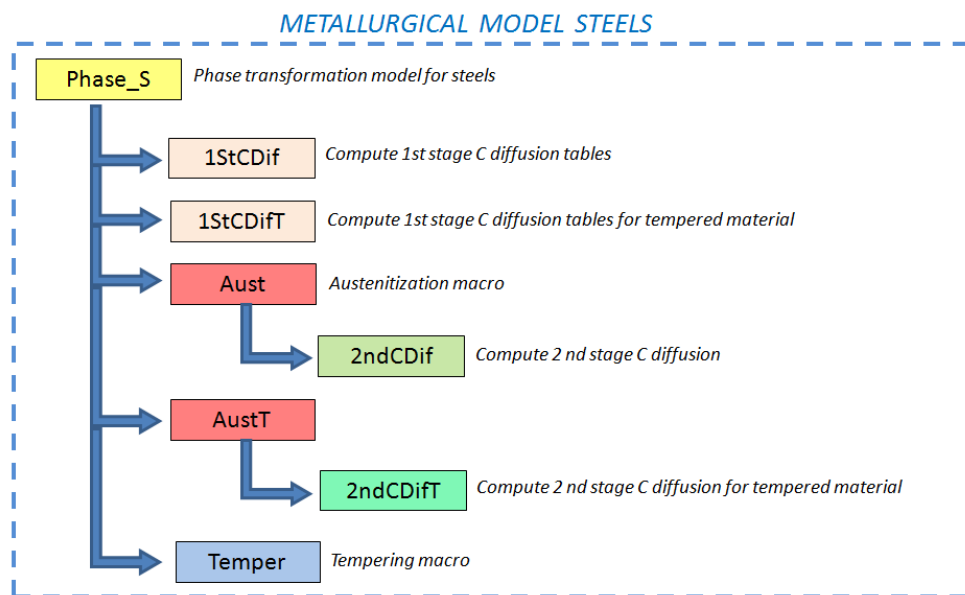 METALLURGICAL MODEL STEELS
Phase_S
Phase transformation model for steels
1StCDif
Compute 1st stage C diffusion tables
1StCDifT
Compute 1st stage C diffusion tables for tempered material
Aust
Austenitization macro
2ndCDif
Compute 2 nd stage C diffusion
AustT
2ndCDifT
Compute 2 nd stage C diffusion for tempered material
Temper
Tempering macro